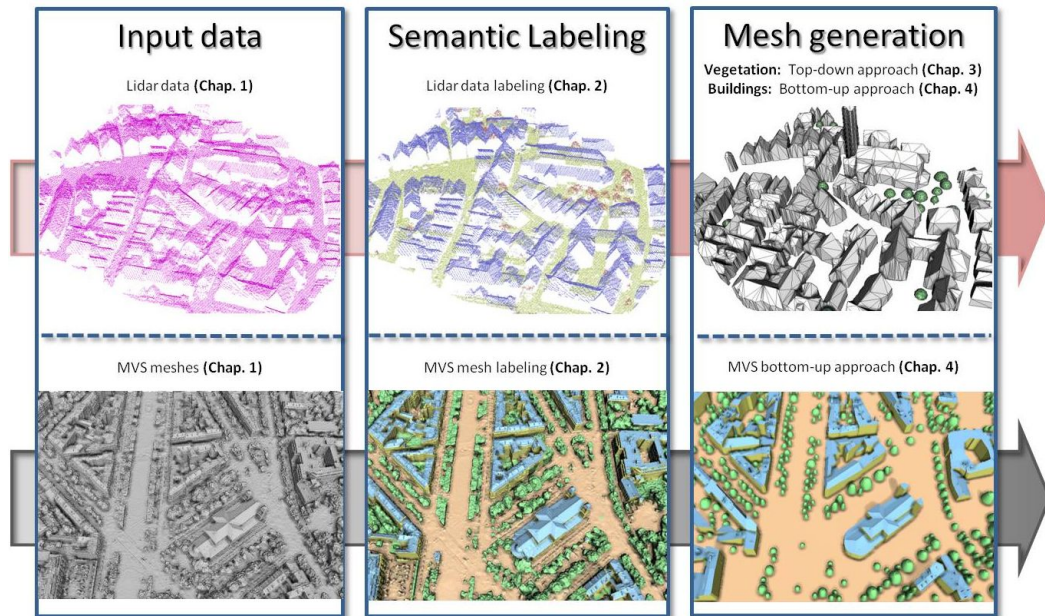 Input data
Lidar data (Chap. 1)
MVS meshes (Chap. 1)
Semantic Labeling
Lidar data labeling (Chap. 2)
MVS mesh labeling (Chap. 2)
Mesh generation
Vegetation: Top-down approach (Chap. 3)
Buildings: Bottom-up approach (Chap. 4)
MVS bottom-up approach (Chap. 4)